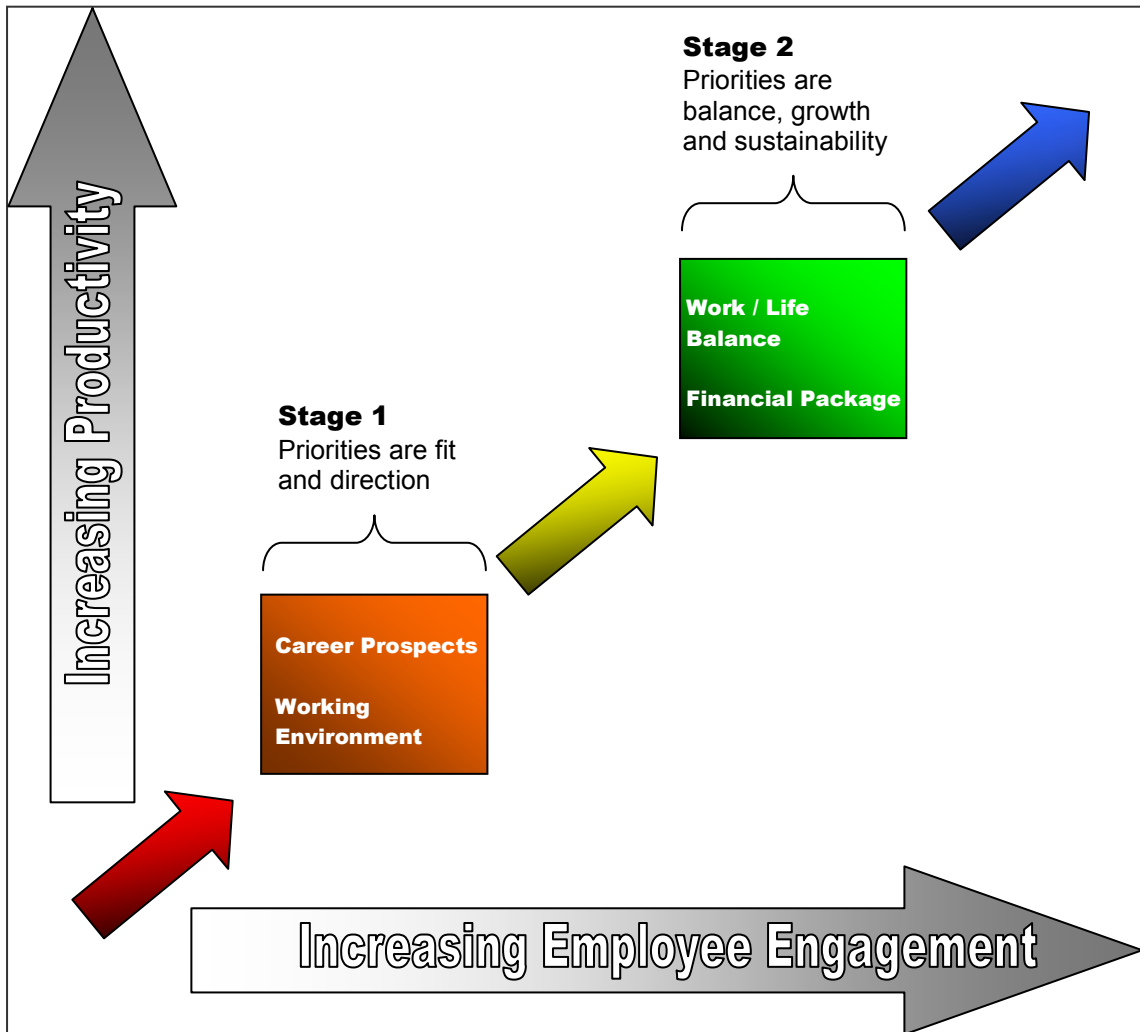 Stage 2
Priorities are
balance, growth
and sustainability
Work / Life
Balance
Financial Package
Increasing Productivity
Stage 1
Priorities are fit
and direction
Career Prospects
Working
Environment
Increasing Employee Engagement